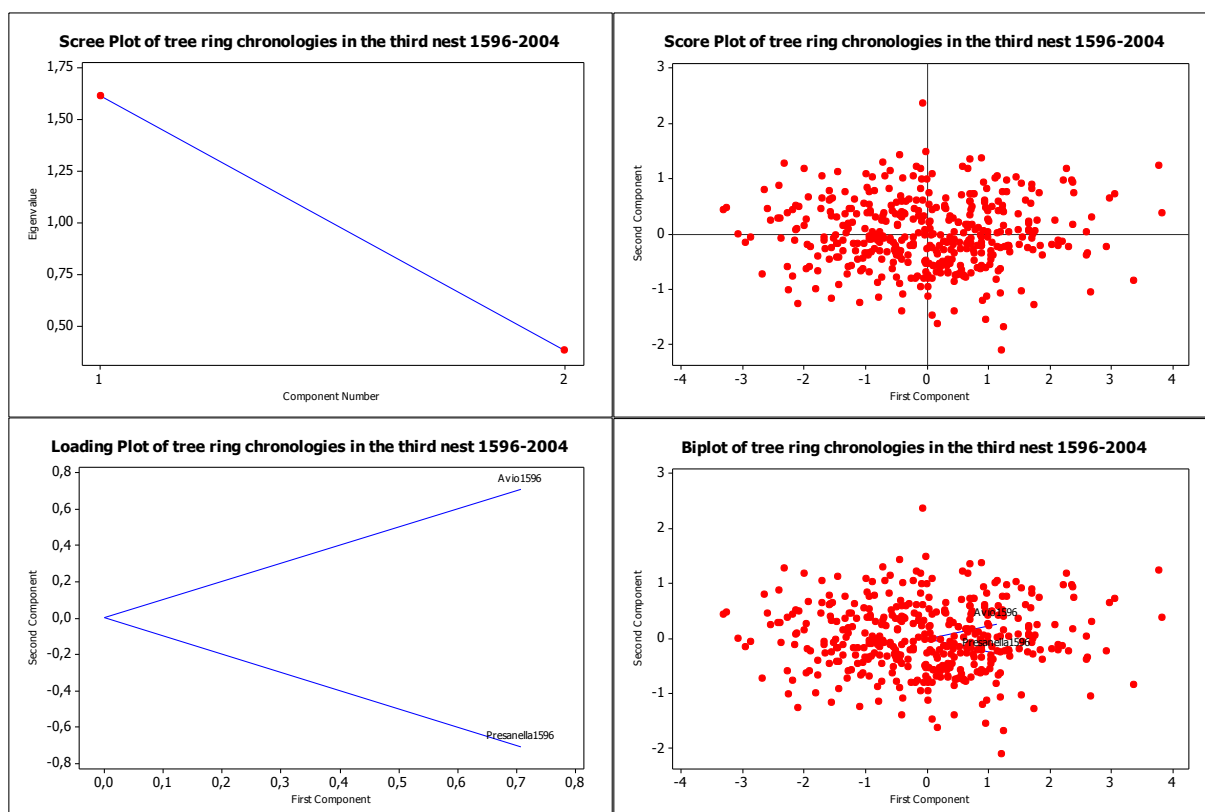 Scree Plot of tree ring chronologies in the third nest 1596-2004
1,75
1,50
1,25
1,00
0,75
0,50
Eigenvalue
1 2
Component Number
Score Plot of tree ring chronologies in the third nest 1596-2004
3
2
1
0
-1
-2
Second Component
-4 -3 -2 -1 0 1 2 3 4
First Component
Loading Plot of tree ring chronologies in the third nest 1596-2004
0,8
0,6
0,4
0,2
0,0
-0,2
-0,4
-0,6
-0,8
Second Component
Avio1596
Presanella1596
0,0 0,1 0,2 0,3 0,4 0,5 0,6 0,7 0,8
First Component
Biplot of tree ring chronologies in the third nest 1596-2004
3
2
1
0
-1
-2
Second Component
Avio1596
Presanella1596
-4 -3 -2 -1 0 1 2 3 4
First Component